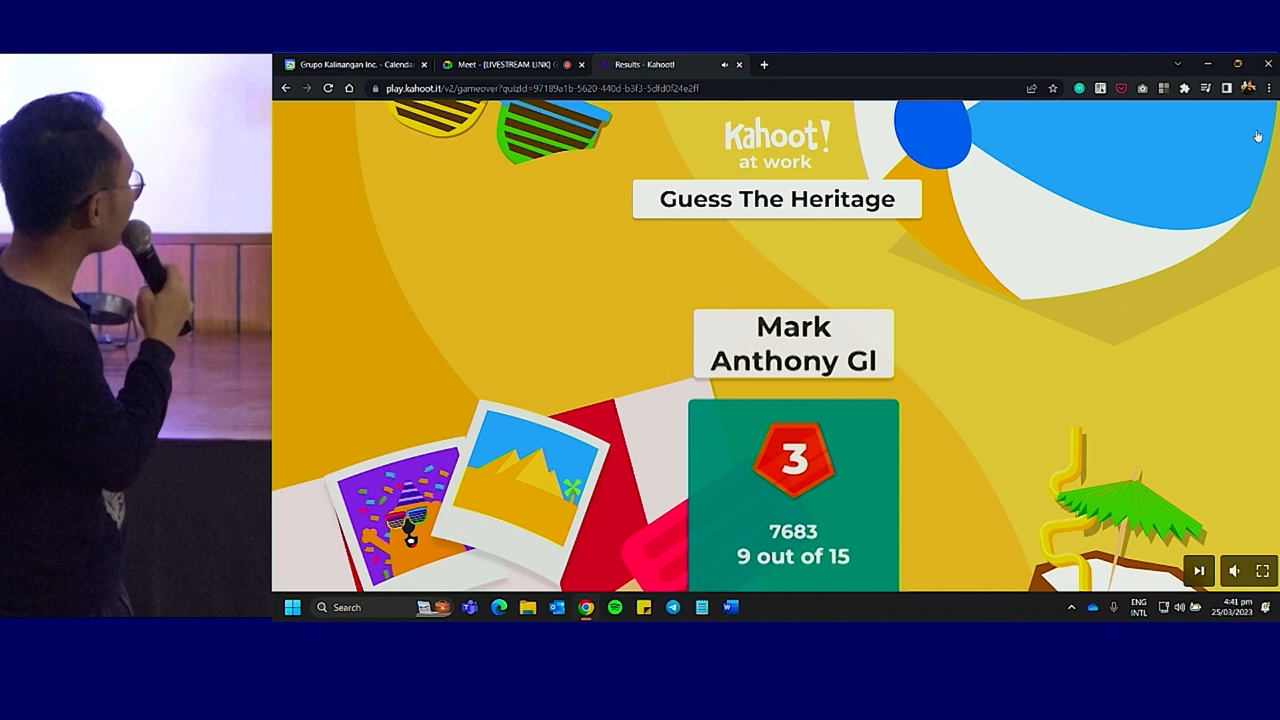 Grupo Kalinangan Inc. - Calenda
Meet - [LIVESTREAM LINK] G
Results - Kahoot!
play.kahoot.it/v2/gameover?quizId=97189a1b-5620-440d-b3f3-5dfd0f24e2ff
Kahoot!
at work
Guess The Heritage
Mark
Anthony Gl
3
7683
9 out of 15
Search
ENG
INTL
4:41 pm
25/03/2023